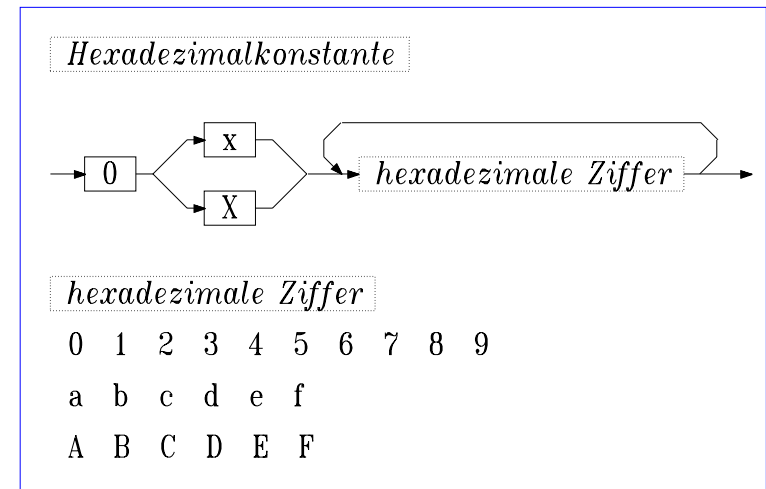 Hexadezimalkonstante
x
0 hexadezimale Ziffer
X
hexadezimale Ziffer
0 1 2 3 4 5 6 7 8 9
a b c d e f
A B C D E F